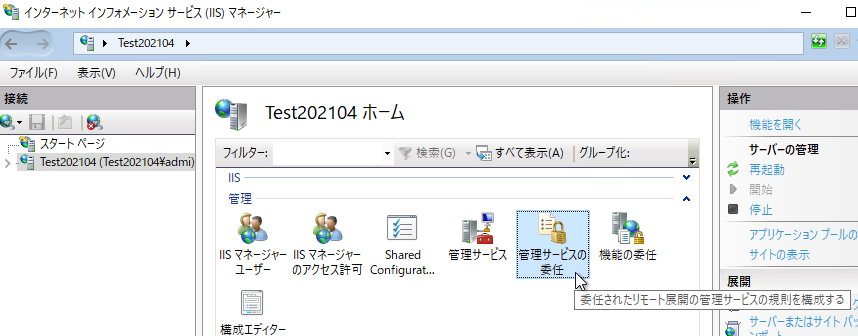 インターネット インフォメーション サービス (IIS) マネージャー
Test202104
ファイル(F) 表示(V) ヘルプ(H)
接続
スタート ページ
Test202104 (Test202104¥admi)
Test202104 ホーム
フィルター: 検索(G) すべて表示(A) グループ化:
IIS
管理
IIS マネージャー
ユーザー
IIS マネージャー
のアクセス許可
Shared
Configurat...
管理サービス
管理サービスの
委任
機能の委任
委任されたリモート展開の管理サービスの規則を構成する
構成エディター
操作
機能を開く
サーバーの管理
再起動
開始
停止
アプリケーション プールの
サイトの表示
展開
サーバーまたはサイト パッ